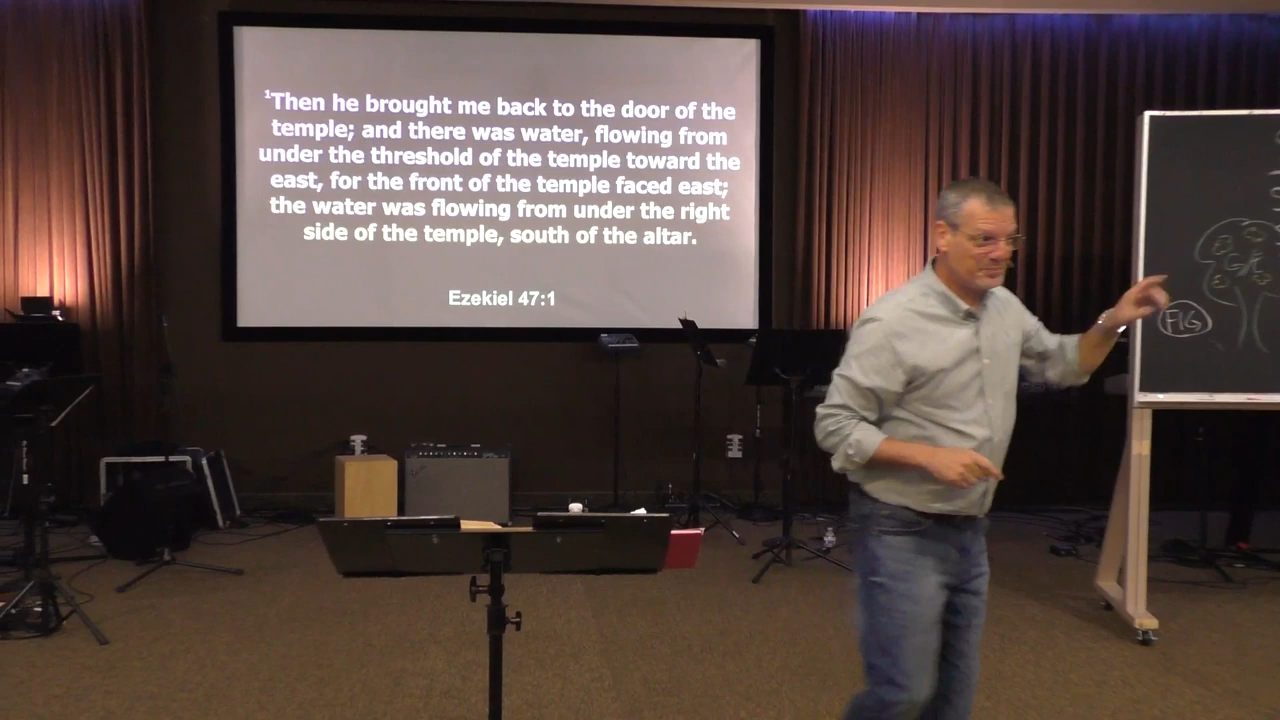 ¹Then he brought me back to the door of the
temple; and there was water, flowing from
under the threshold of the temple toward the
east, for the front of the temple faced east;
the water was flowing from under the right
side of the temple, south of the altar.
Ezekiel 47:1
FIG